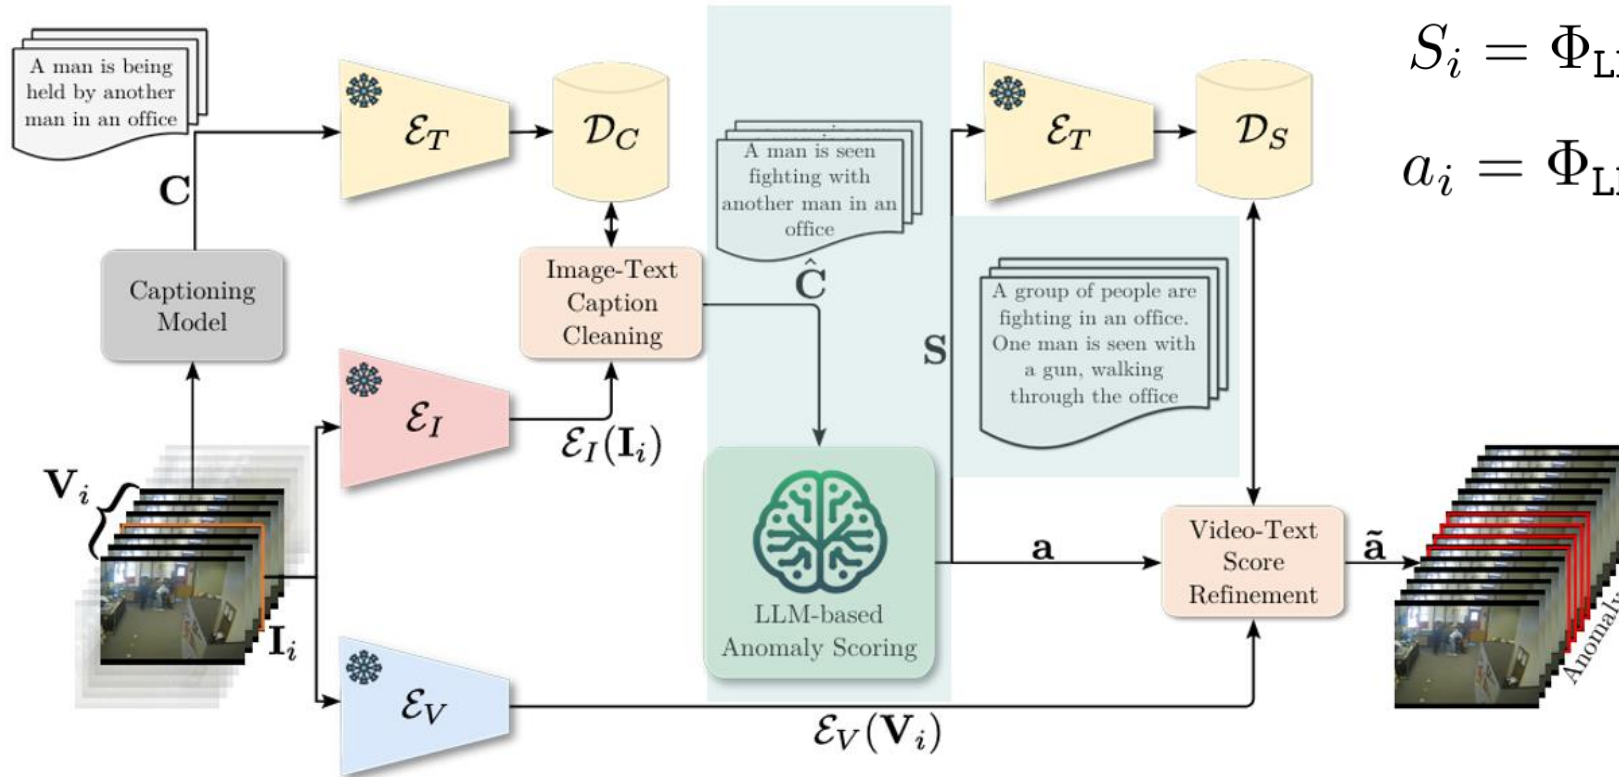 A man is being
held by another
man in an office
C
Captioning
Model
V_i
I_i
ℰ_T
𝒟_C
ℰ_I
ℰ_I(I_i)
ℰ_V
ℰ_V(V_i)
Image-Text
Caption
Cleaning
A man is seen
fighting with
another man in an
office
Ĉ
LLM-based
Anomaly Scoring
S
a
ℰ_T
𝒟_S
A group of people are
fighting in an office.
One man is seen with
a gun, walking
through the office
Video-Text
Score
Refinement
ã
Anomaly
S_i = Φ_L
a_i = Φ_L